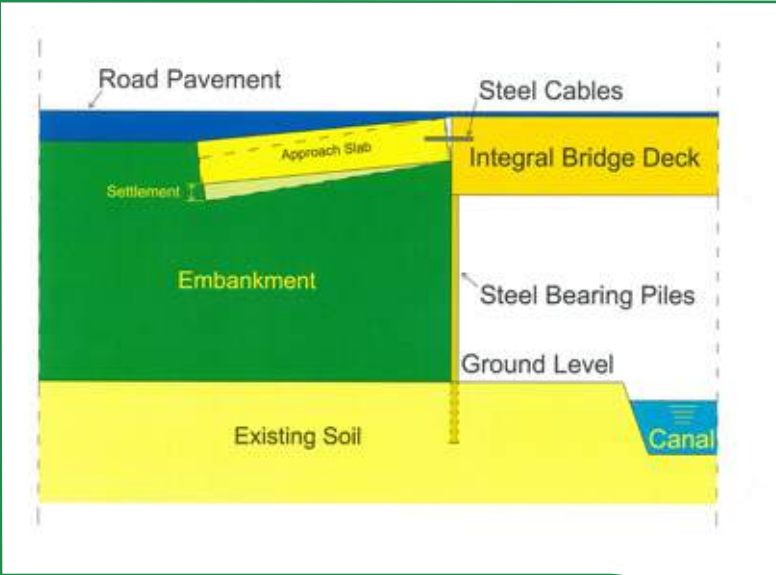 Road Pavement
Steel Cables
Approach Slab
Integral Bridge Deck
Settlement
Embankment
Steel Bearing Piles
Ground Level
Existing Soil
Canal